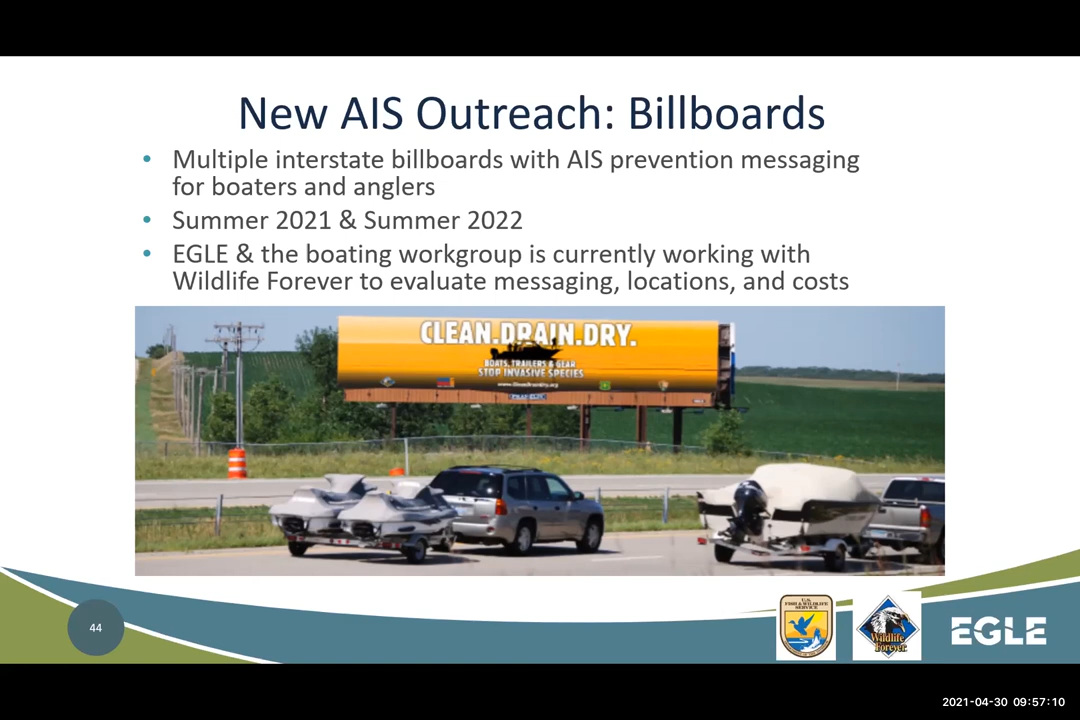 New AIS Outreach: Billboards
• Multiple interstate billboards with AIS prevention messaging
for boaters and anglers
• Summer 2021 & Summer 2022
• EGLE & the boating workgroup is currently working with
Wildlife Forever to evaluate messaging, locations, and costs
CLEAN.DRAIN.DRY.
BOATS, TRAILERS & GEAR
STOP INVASIVE SPECIES
44
U.S.
FISH & WILDLIFE
SERVICE
Wildlife
Forever
EGLE
2021-04-30 09:57:10